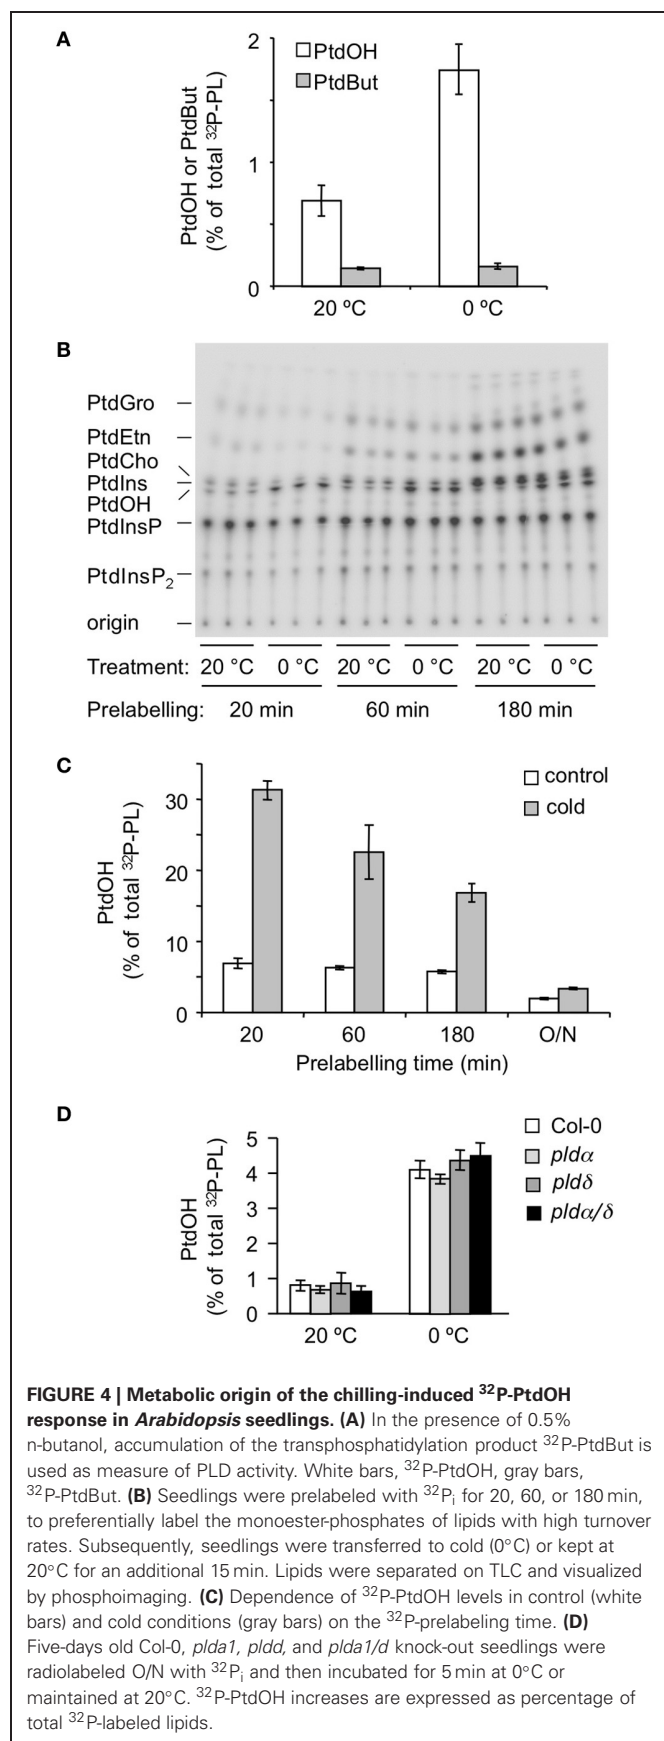 A
PtdOH or PtdBut
(% of total ³²P-PL)
2
1
0
PtdOH
PtdBut
20 ºC
0 ºC
B
PtdGro
PtdEtn
PtdCho
PtdIns
PtdOH
PtdInsP
PtdInsP₂
origin
Treatment: 20 °C 0 °C 20 °C 0 °C 20 °C 0 °C
Prelabelling: 20 min 60 min 180 min
C
PtdOH
(% of total ³²P-PL)
30
20
10
0
control
cold
20 60 180 O/N
Prelabelling time (min)
D
PtdOH
(% of total ³²P-PL)
5
4
3
2
1
0
Col-0
pldα
pldδ
pldα/δ
20 ºC
0 ºC
FIGURE 4 | Metabolic origin of the chilling-induced ³²P-PtdOH
response in Arabidopsis seedlings. (A) In the presence of 0.5%
n-butanol, accumulation of the transphosphatidylation product ³²P-PtdBut is
used as measure of PLD activity. White bars, ³²P-PtdOH, gray bars,
³²P-PtdBut. (B) Seedlings were prelabeled with ³²Pᵢ for 20, 60, or 180 min,
to preferentially label the monoester-phosphates of lipids with high turnover
rates. Subsequently, seedlings were transferred to cold (0°C) or kept at
20°C for an additional 15 min. Lipids were separated on TLC and visualized
by phosphoimaging. (C) Dependence of ³²P-PtdOH levels in control (white
bars) and cold conditions (gray bars) on the ³²P-prelabeling time. (D)
Five-days old Col-0, plda1, pldd, and plda1/d knock-out seedlings were
radiolabeled O/N with ³²Pᵢ and then incubated for 5 min at 0°C or
maintained at 20°C. ³²P-PtdOH increases are expressed as percentage of
total ³²P-labeled lipids.